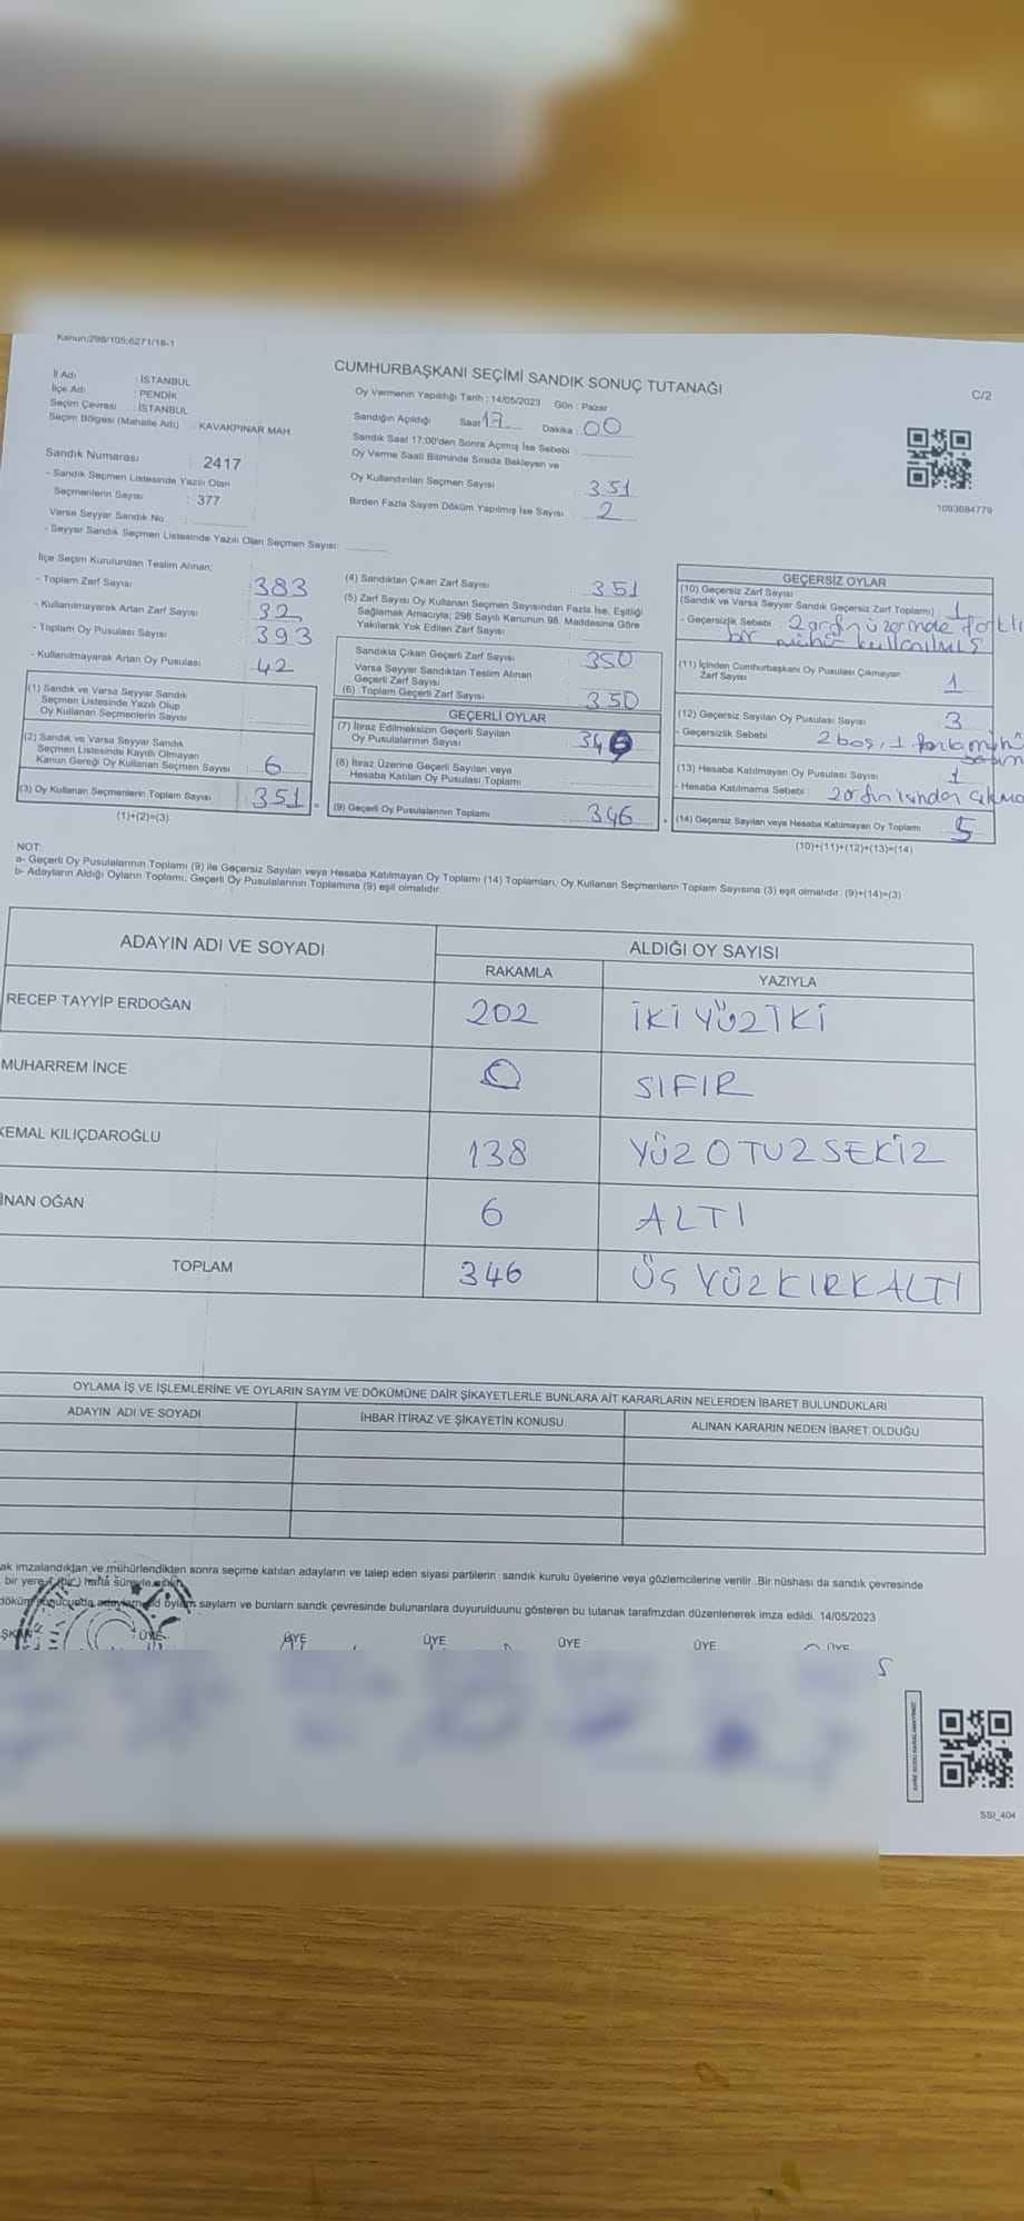 Kanun:298/105;6271/18-1
CUMHURBAŞKANI SEÇİMİ SANDIK SONUÇ TUTANAĞI
C/2
İl Adı : İSTANBUL
İlçe Adı : PENDİK
Seçim Çevresi : İSTANBUL
Seçim Bölgesi (Mahalle Adı) : KAVAKPINAR MAH.
Oy Vermenin Yapıldığı Tarih : 14/05/2023 Gün : Pazar
Sandığın Açıldığı Saat 17 Dakika : 00
Sandık Saat 17:00'den Sonra Açılmış İse Sebebi
Oy Verme Saati Bitiminde Sırada Bekleyen ve
Oy Kullandırılan Seçmen Sayısı 351
Birden Fazla Sayım Döküm Yapılmış İse Sayısı 2
1093684779
Sandık Numarası : 2417
- Sandık Seçmen Listesinde Yazılı Olan
Seçmenlerin Sayısı : 377
Varsa Seyyar Sandık No
- Seyyar Sandık Seçmen Listesinde Yazılı Olan Seçmen Sayısı:
İlçe Seçim Kurulundan Teslim Alınan;
- Toplam Zarf Sayısı 383
- Kullanılmayarak Artan Zarf Sayısı 32
- Toplam Oy Pusulası Sayısı 393
- Kullanılmayarak Artan Oy Pusulası 42
(1) Sandık ve Varsa Seyyar Sandık
Seçmen Listesinde Yazılı Olup
Oy Kullanan Seçmenlerin Sayısı
(2) Sandık ve Varsa Seyyar Sandık
Seçmen Listesinde Kayıtlı Olmayan
Kanun Gereği Oy Kullanan Seçmen Sayısı 6
(3) Oy Kullanan Seçmenlerin Toplam Sayısı 351
(1)+(2)=(3)
(4) Sandıktan Çıkan Zarf Sayısı 351
(5) Zarf Sayısı Oy Kullanan Seçmen Sayısından Fazla İse, Eşitliği
Sağlamak Amacıyla; 298 Sayılı Kanunun 98. Maddesine Göre
Yakılarak Yok Edilen Zarf Sayısı
Sandıkta Çıkan Geçerli Zarf Sayısı 350
Varsa Seyyar Sandıktan Teslim Alınan
Geçerli Zarf Sayısı
(6) Toplam Geçerli Zarf Sayısı 350
GEÇERLİ OYLAR
(7) İtiraz Edilmeksizin Geçerli Sayılan
Oy Pusulalarının Sayısı 346
(8) İtiraz Üzerine Geçerli Sayılan veya
Hesaba Katılan Oy Pusulası Toplamı
(9) Geçerli Oy Pusulalarının Toplamı 346
GEÇERSİZ OYLAR
(10) Geçersiz Zarf Sayısı
(Sandık ve Varsa Seyyar Sandık Geçersiz Zarf Toplamı) 1
- Geçersizlik Sebebi zarfın üzerinde farklı
bir mühür kullanılmış
(11) İçinden Cumhurbaşkanı Oy Pusulası Çıkmayan
Zarf Sayısı 1
(12) Geçersiz Sayılan Oy Pusulası Sayısı 3
- Geçersizlik Sebebi 2 boş, 1
(13) Hesaba Katılmayan Oy Pusulası Sayısı 1
- Hesaba Katılmama Sebebi zarfın içinden
(14) Geçersiz Sayılan veya Hesaba Katılmayan Oy Toplamı 5
(10)+(11)+(12)+(13)=(14)
NOT:
a- Geçerli Oy Pusulalarının Toplamı (9) ile Geçersiz Sayılan veya Hesaba Katılmayan Oy Toplamı (14) Toplamları, Oy Kullanan Seçmenlerin Toplam Sayısına (3) eşit olmalıdır. (9)+(14)=(3)
b- Adayların Aldığı Oyların Toplamı, Geçerli Oy Pusulalarının Toplamına (9) eşit olmalıdır.
ADAYIN ADI VE SOYADI
ALDIĞI OY SAYISI
RAKAMLA YAZIYLA
RECEP TAYYİP ERDOĞAN 202 İKİ YÜZ İKİ
MUHARREM İNCE 0 SIFIR
KEMAL KILIÇDAROĞLU 138 YÜZ OTUZ SEKİZ
İNAN OĞAN 6 ALTI
TOPLAM 346 ÜÇ YÜZ KIRK ALTI
OYLAMA İŞ VE İŞLEMLERİNE VE OYLARIN SAYIM VE DÖKÜMÜNE DAİR ŞİKAYETLERLE BUNLARA AİT KARARLARIN NELERDEN İBARET BULUNDUKLARI
ADAYIN ADI VE SOYADI İHBAR İTİRAZ VE ŞİKAYETİN KONUSU ALINAN KARARIN NEDEN İBARET OLDUĞU
ak imzalandıktan ve mühürlendikten sonra seçime katılan adayların ve talep eden siyasi partilerin sandık kurulu üyelerine veya gözlemcilerine verilir. Bir nüshası da sandık çevresinde
bir yere (bir) hafta süreyle
döküm sayılarını ve bunların sandık çevresinde bulunanlara duyurulduğunu gösteren bu tutanak tarafımızdan düzenlenerek imza edildi. 14/05/2023
ÜYE ÜYE ÜYE ÜYE ÜYE ÜYE
SSI_404